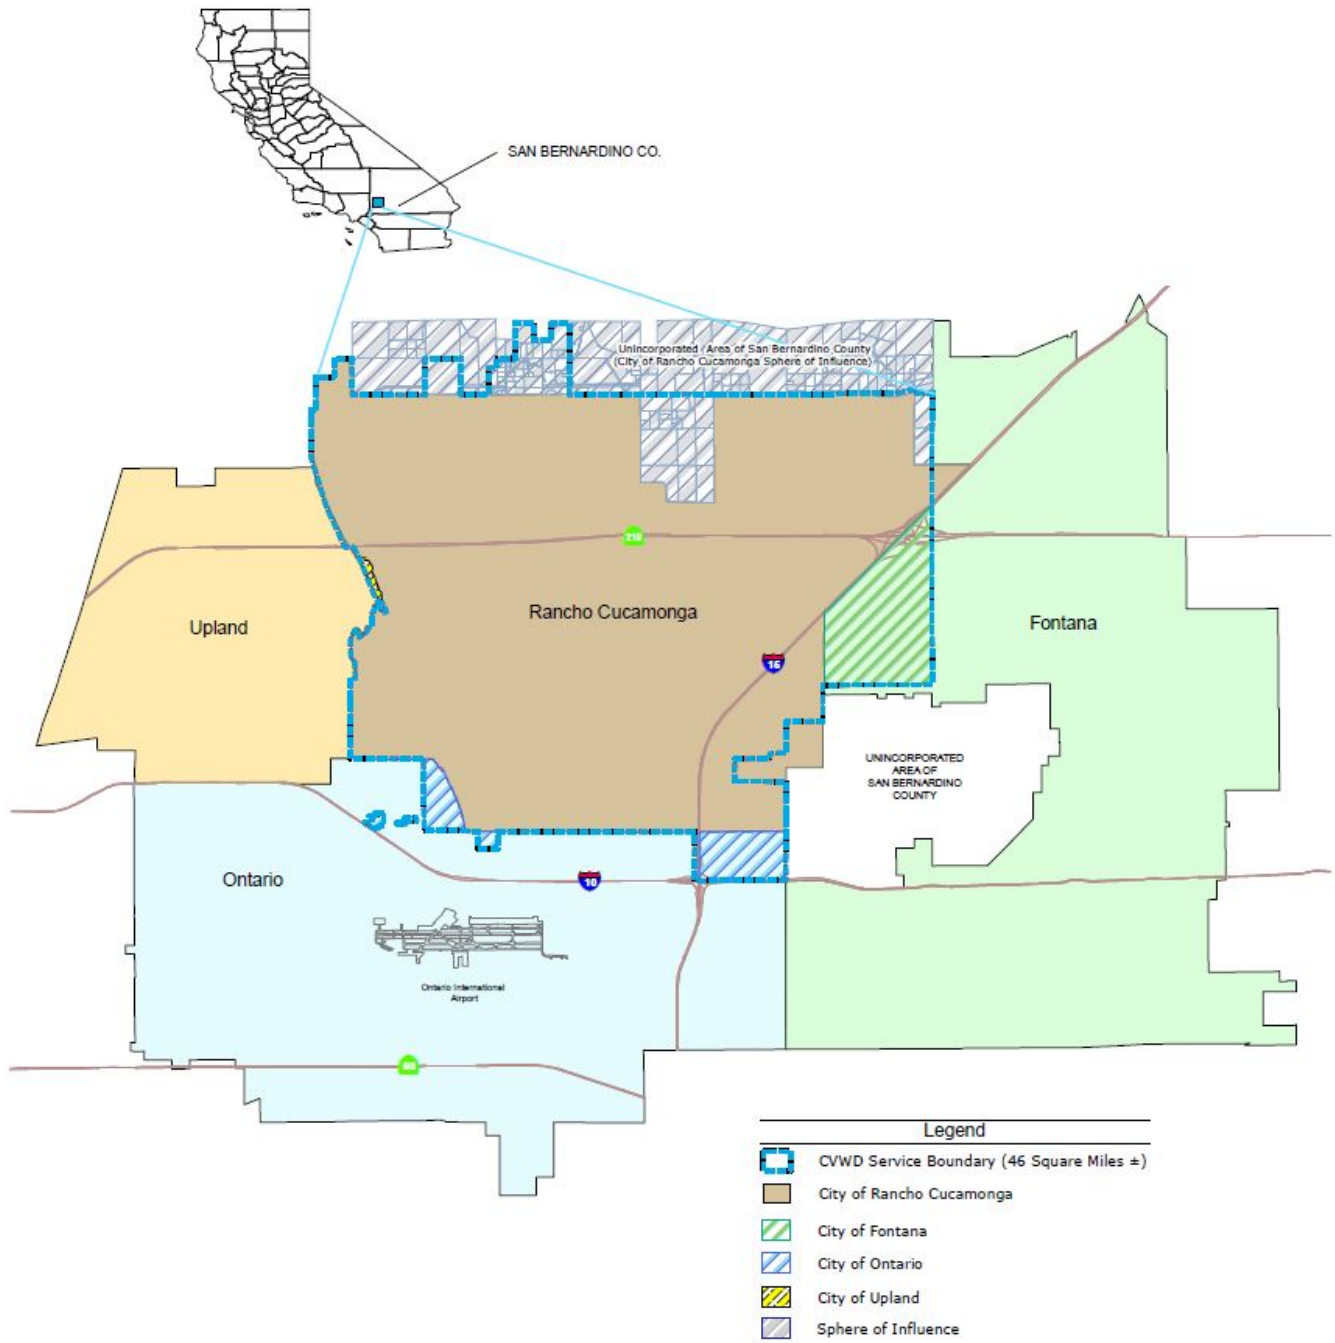 SAN BERNARDINO CO.
Unincorporated Area of San Bernardino County
(City of Rancho Cucamonga Sphere of Influence)
210
Upland
Rancho Cucamonga
Fontana
15
UNINCORPORATED
AREA OF
SAN BERNARDINO
COUNTY
Ontario
10
Ontario International
Airport
60
Legend
CVWD Service Boundary (46 Square Miles ±)
City of Rancho Cucamonga
City of Fontana
City of Ontario
City of Upland
Sphere of Influence